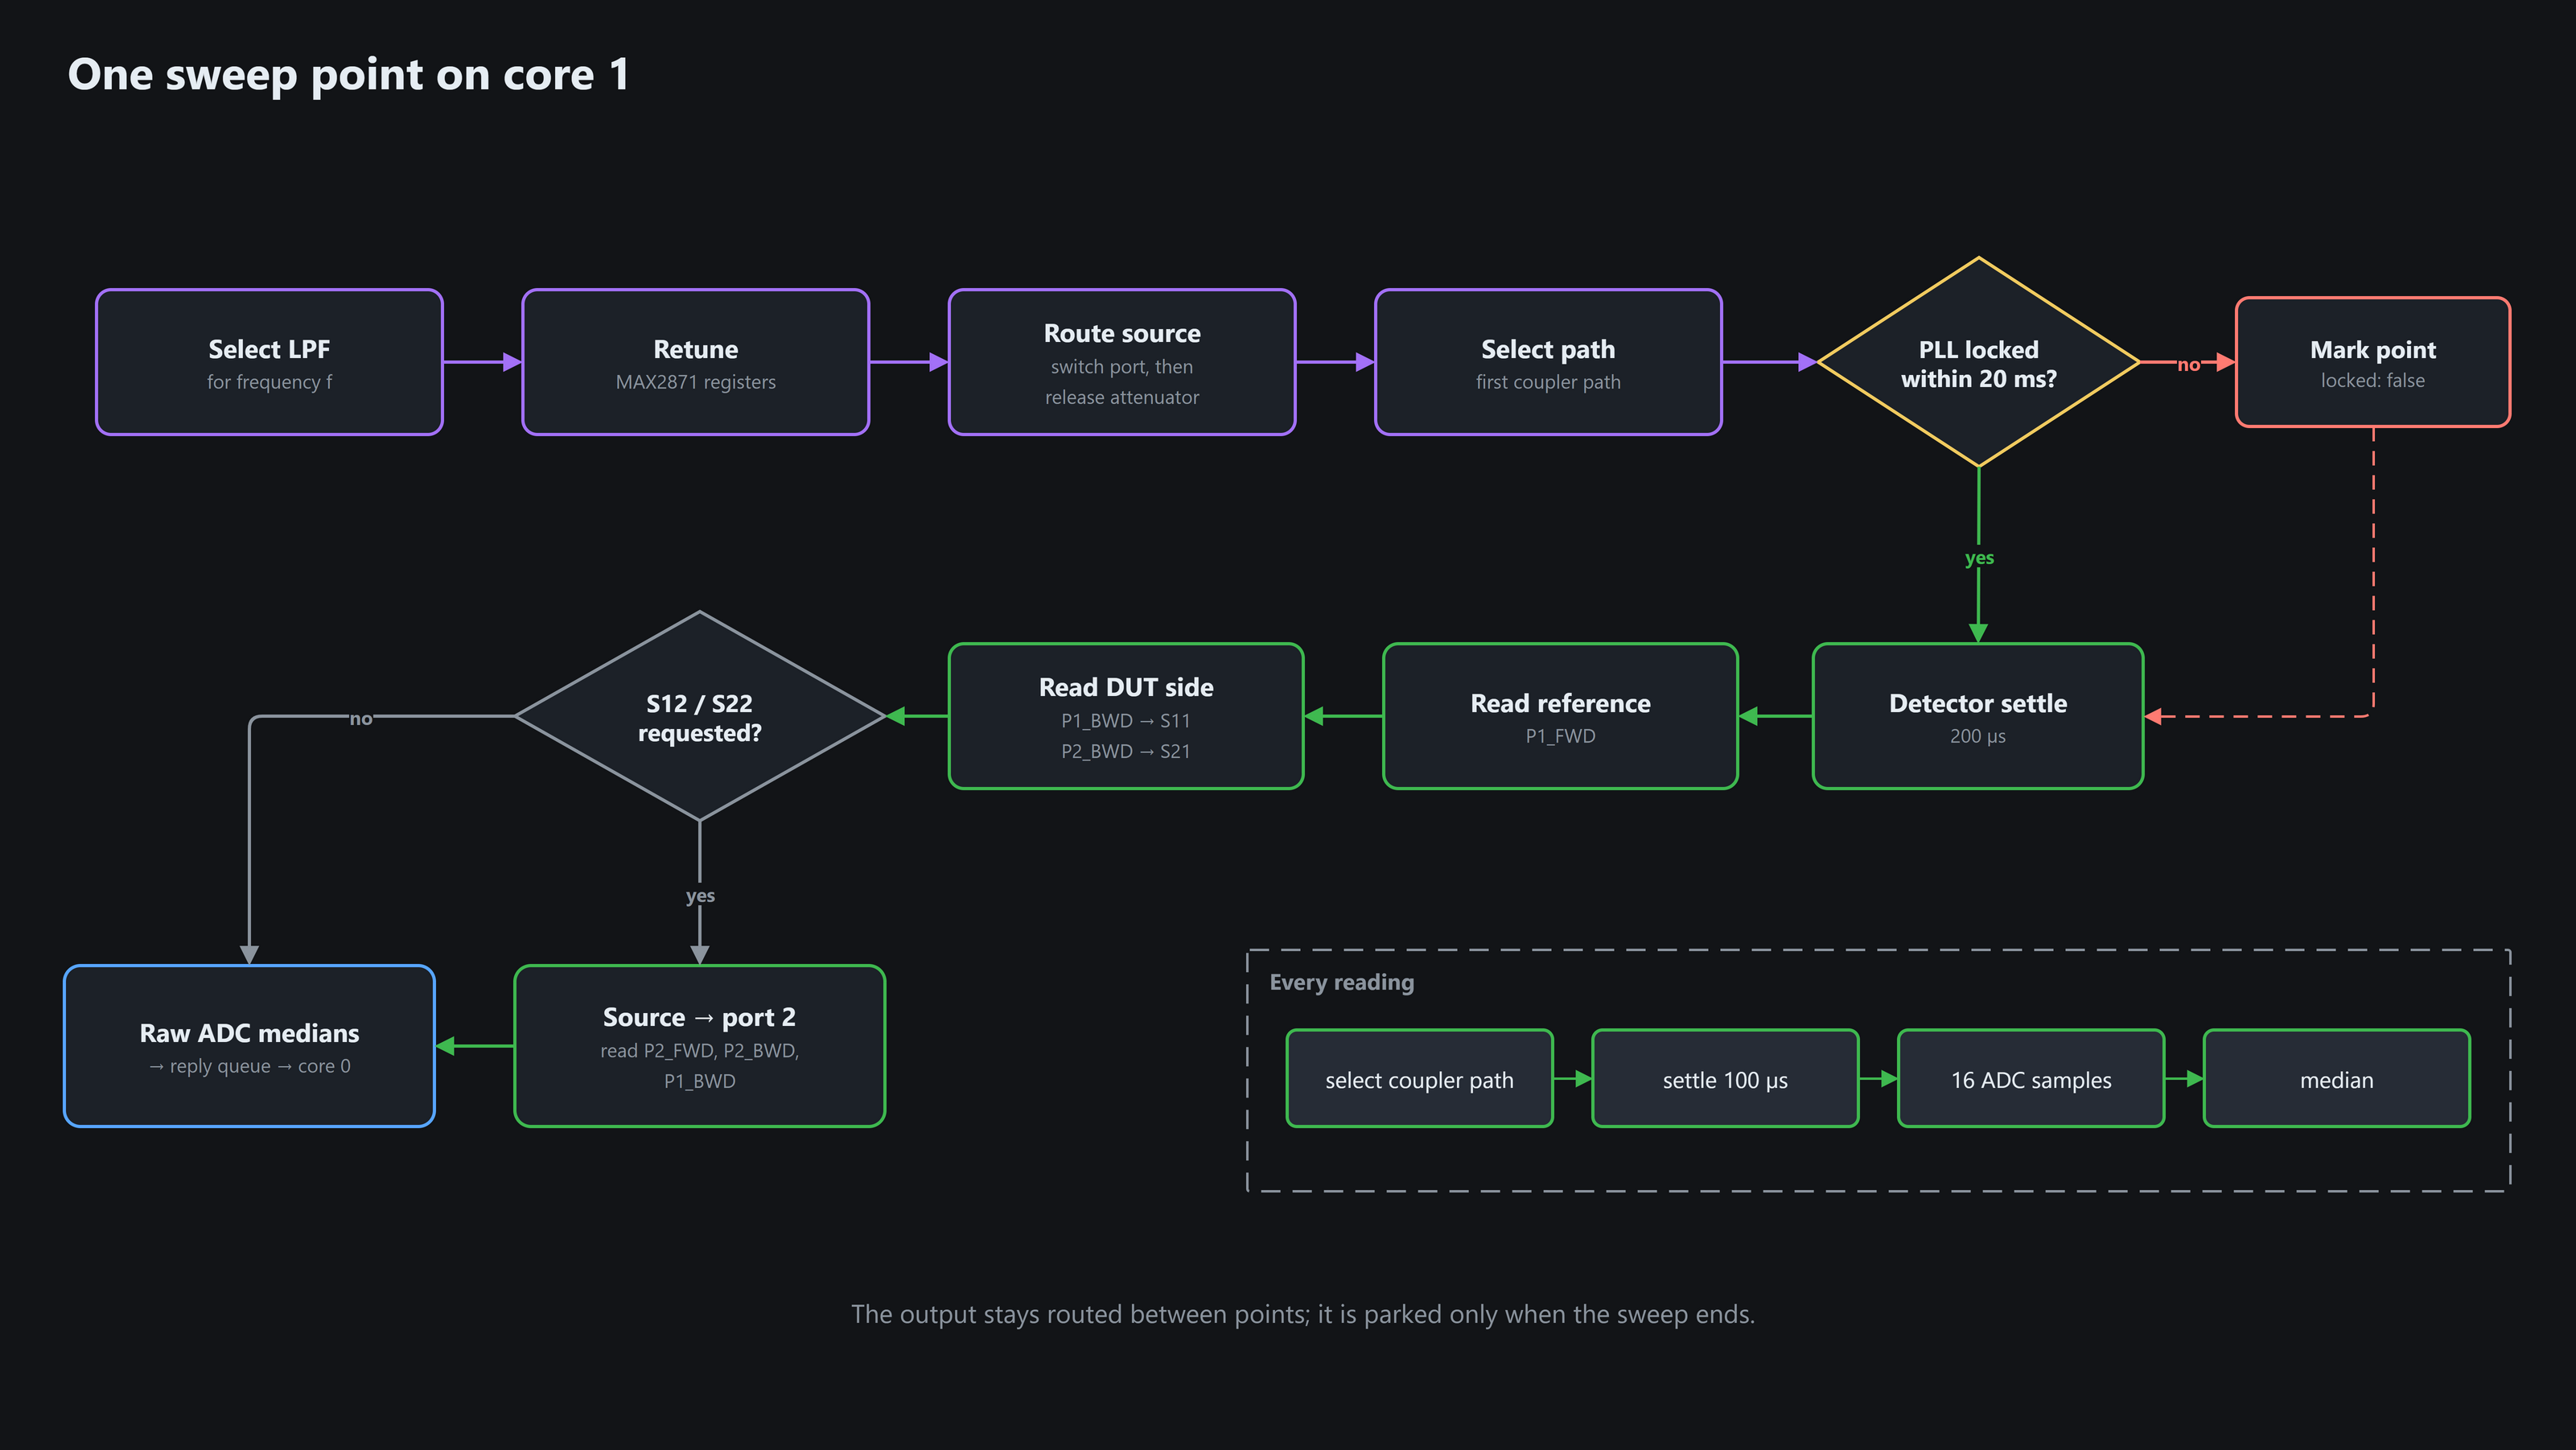 One sweep point on core 1
Select LPF
for frequency f
Retune
MAX2871 registers
Route source
switch port, then
release attenuator
Select path
first coupler path
PLL locked
within 20 ms?
no
Mark point
locked: false
yes
Detector settle
200 µs
Read reference
P1_FWD
Read DUT side
P1_BWD → S11
P2_BWD → S21
S12 / S22
requested?
no
yes
Source → port 2
read P2_FWD, P2_BWD,
P1_BWD
Raw ADC medians
→ reply queue → core 0
Every reading
select coupler path
settle 100 µs
16 ADC samples
median
The output stays routed between points; it is parked only when the sweep ends.